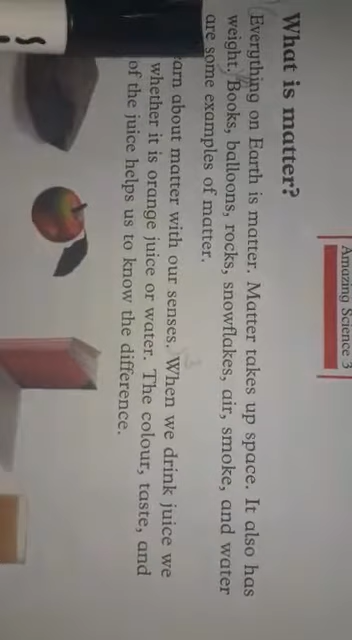 Amazing Science 3
What is matter?
Everything on Earth is matter. Matter takes up space. It also has
weight. Books, balloons, rocks, snowflakes, air, smoke, and water
are some examples of matter.
arn about matter with our senses. When we drink juice we
whether it is orange juice or water. The colour, taste, and
of the juice helps us to know the difference.